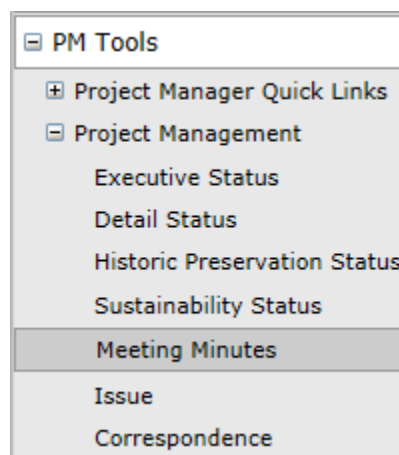 PM Tools
Project Manager Quick Links
Project Management
Executive Status
Detail Status
Historic Preservation Status
Sustainability Status
Meeting Minutes
Issue
Correspondence